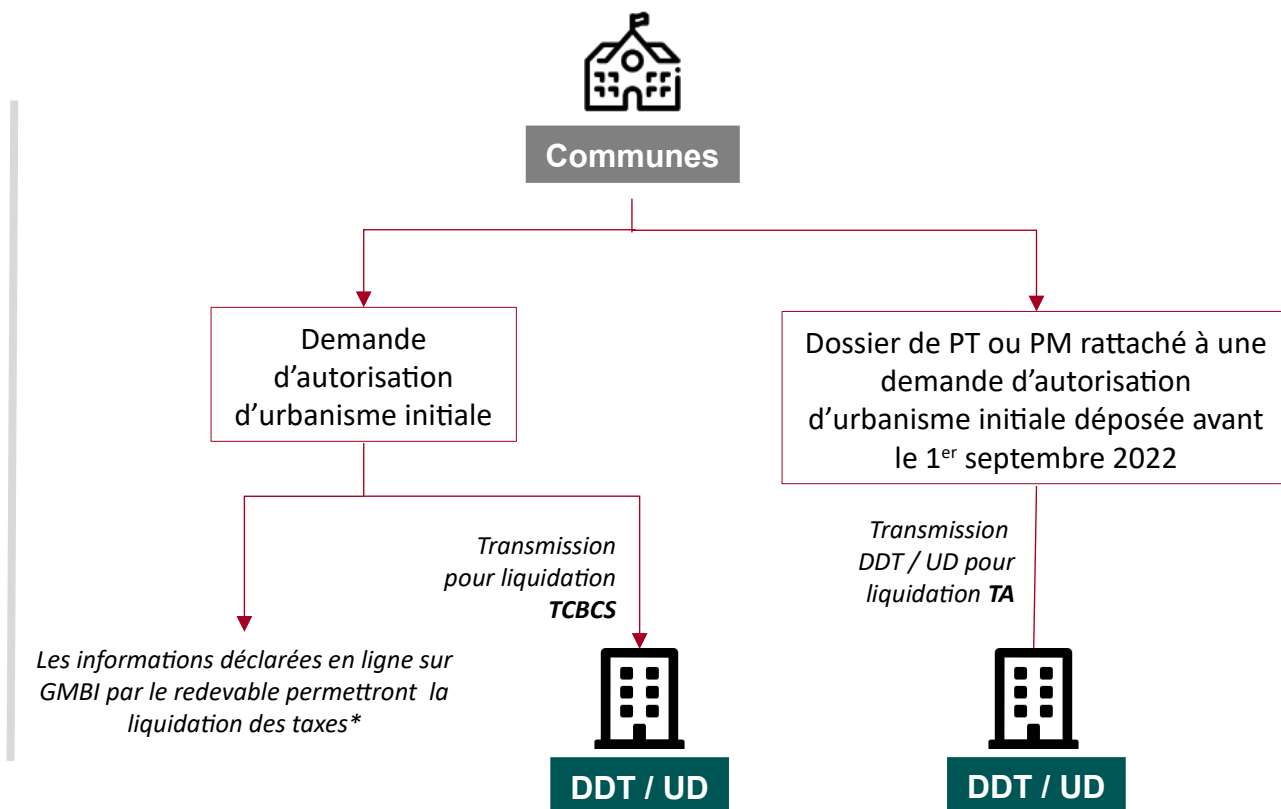 Communes
Demande
d'autorisation
d'urbanisme initiale
Dossier de PT ou PM rattaché à une
demande d'autorisation
d'urbanisme initiale déposée avant
le 1er septembre 2022
Transmission
pour liquidation
TCBCS
Transmission
DDT / UD pour
liquidation TA
Les informations déclarées en ligne sur
GMBI par le redevable permettront la
liquidation des taxes*
DDT / UD
DDT / UD